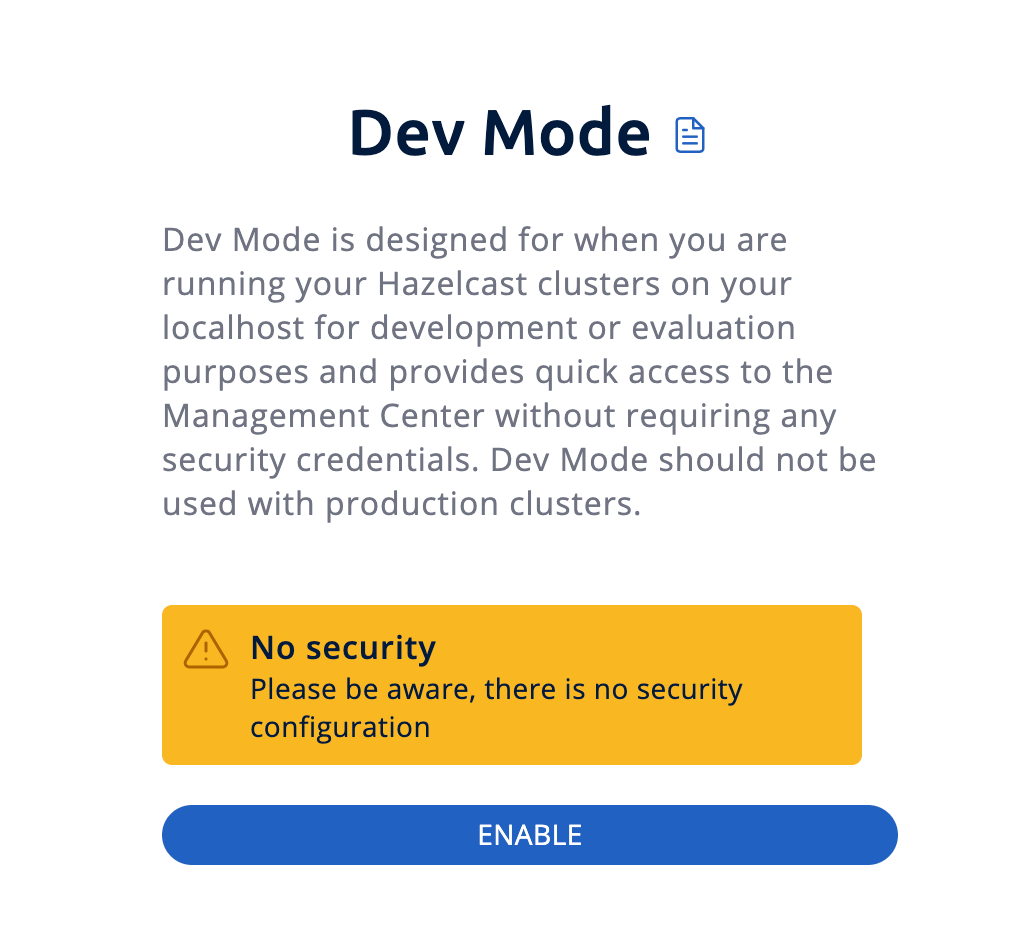 Dev Mode
Dev Mode is designed for when you are
running your Hazelcast clusters on your
localhost for development or evaluation
purposes and provides quick access to the
Management Center without requiring any
security credentials. Dev Mode should not be
used with production clusters.
No security
Please be aware, there is no security
configuration
ENABLE